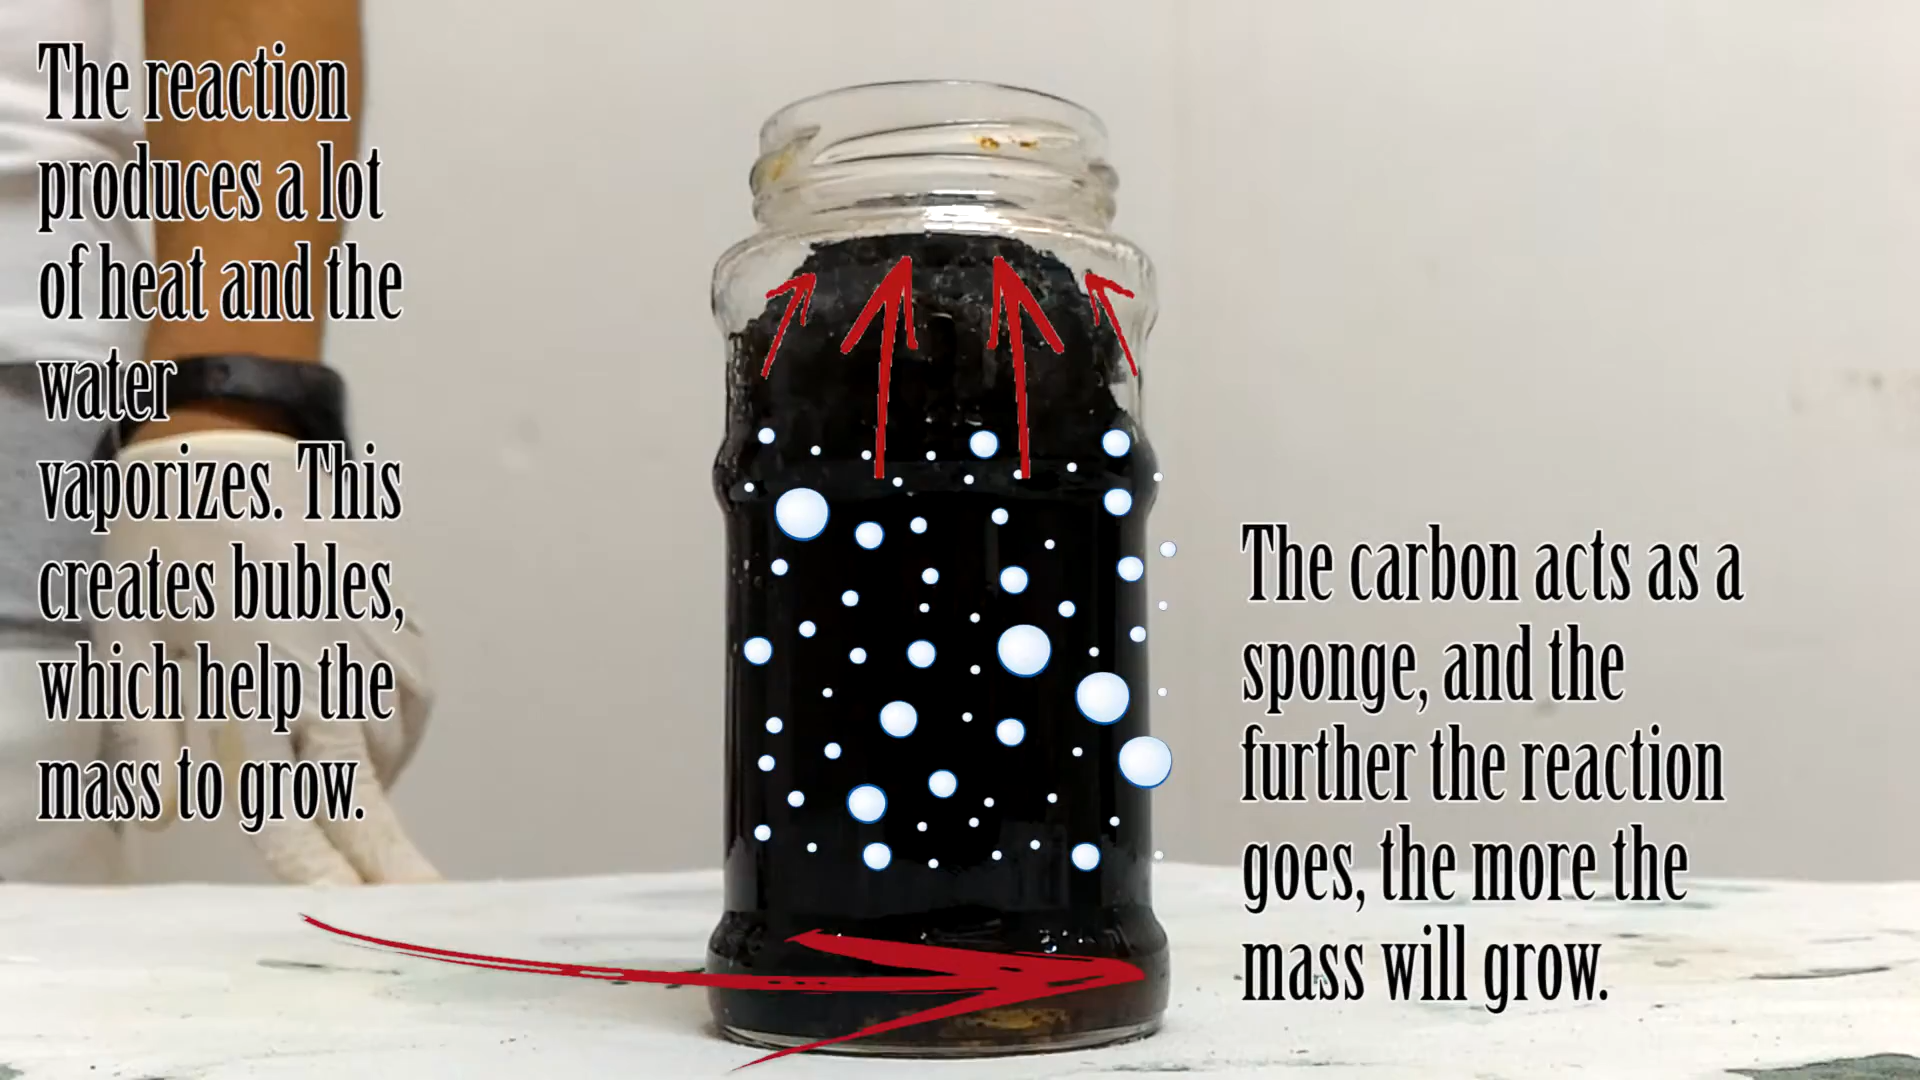 The reaction
produces a lot
of heat and the
water
vaporizes. This
creates bubles,
which help the
mass to grow.
The carbon acts as a
sponge, and the
further the reaction
goes, the more the
mass will grow.